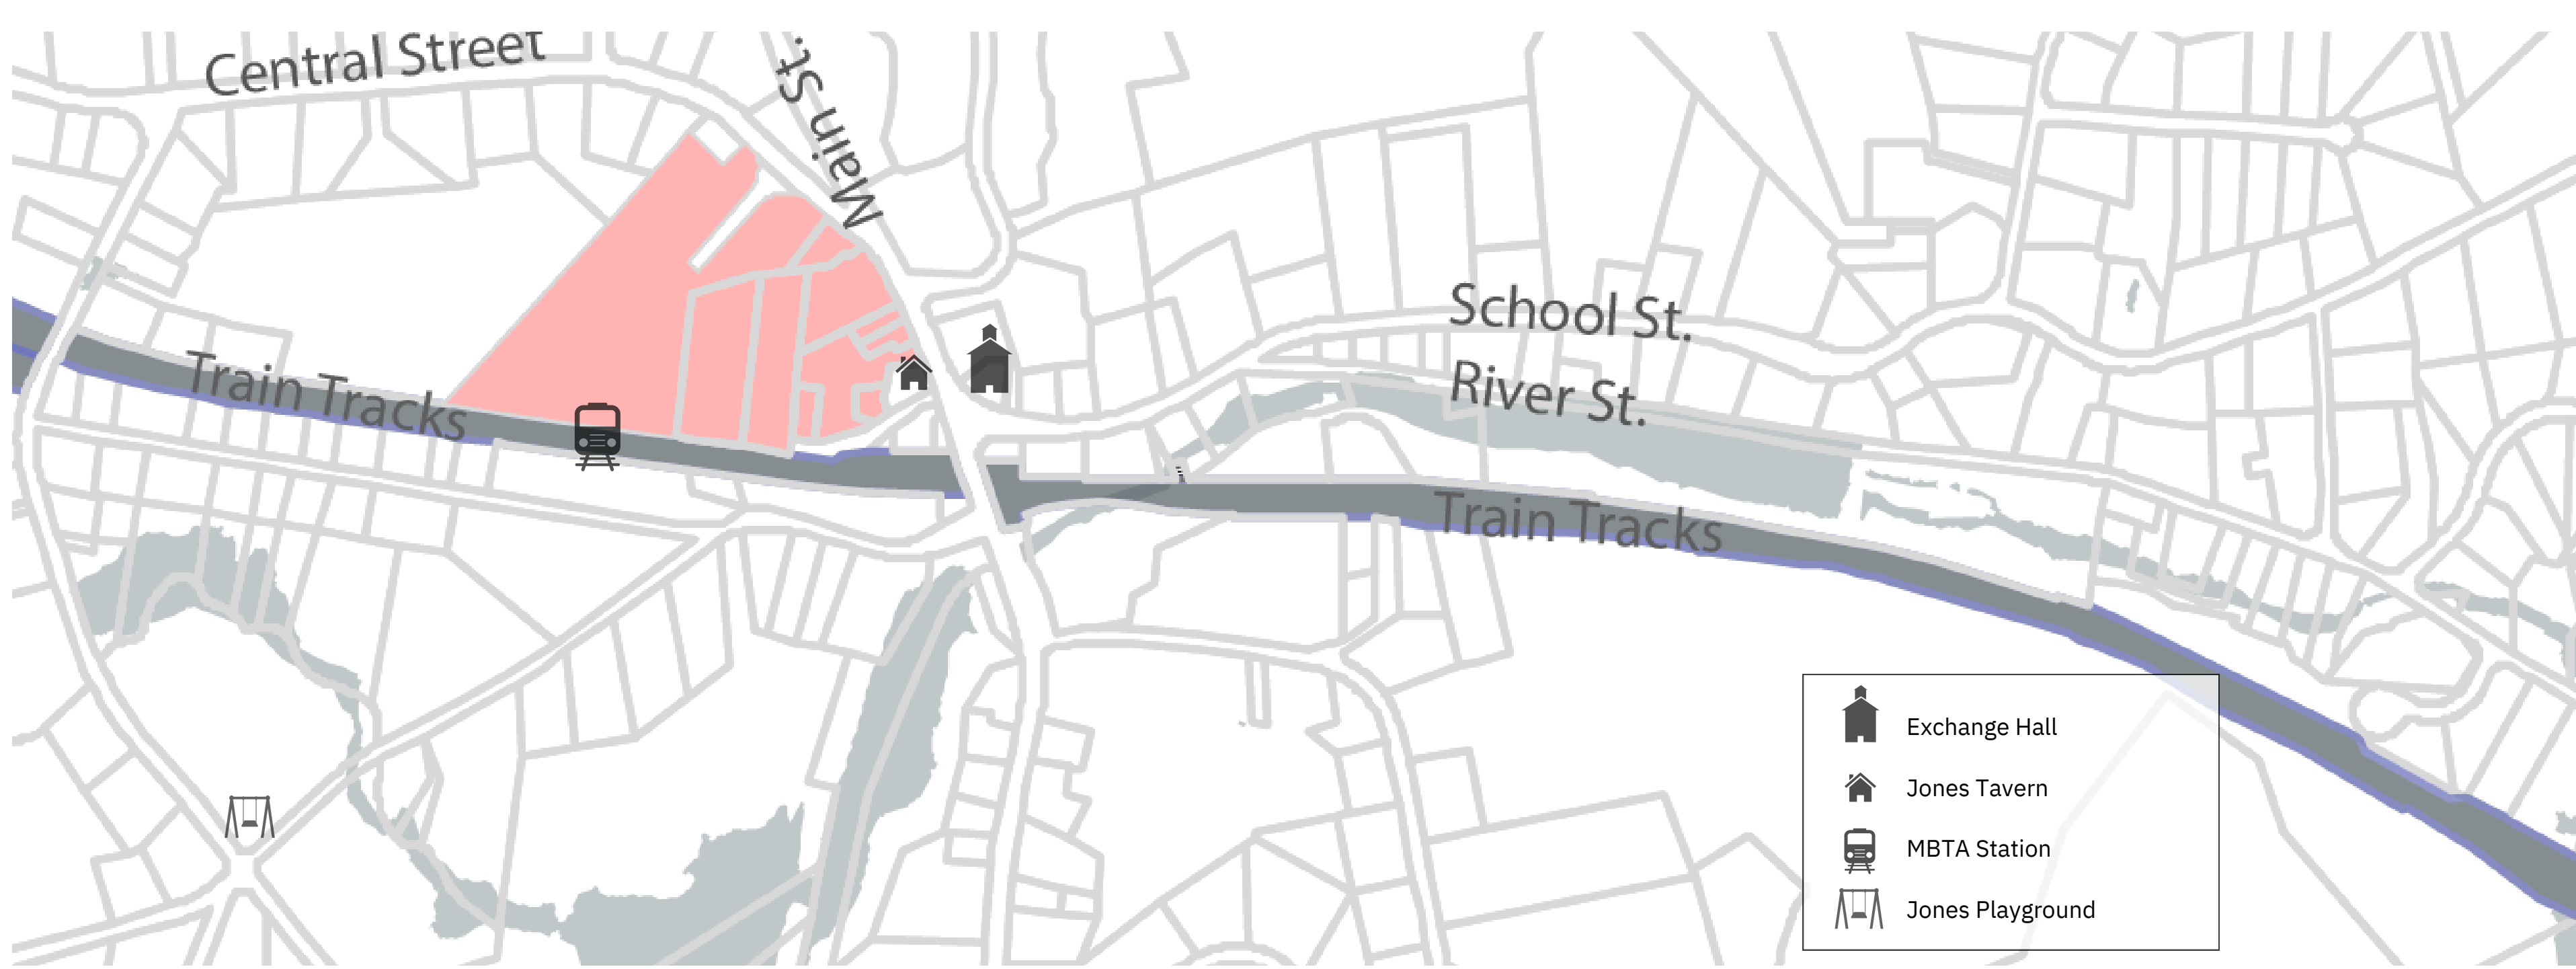 Central Street
Main St.
School St.
River St.
Train Tracks
Train Tracks
Exchange Hall
Jones Tavern
MBTA Station
Jones Playground